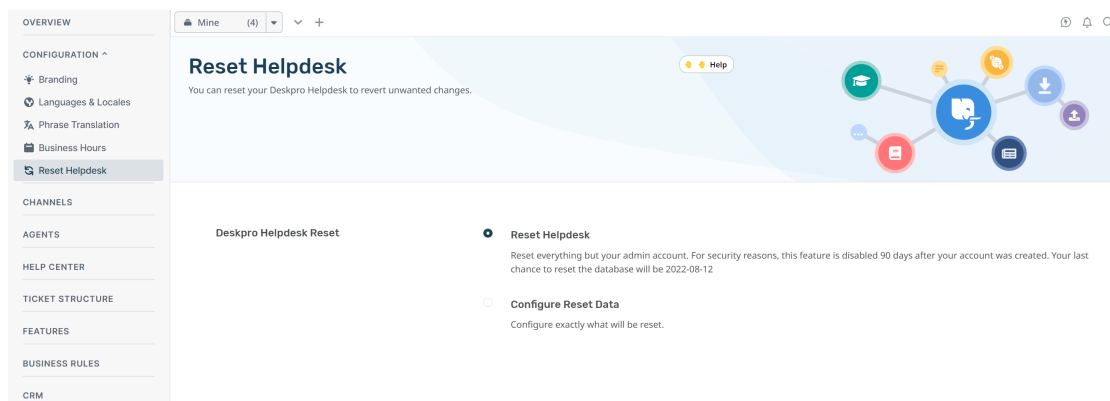 OVERVIEW
Mine (4)
CONFIGURATION
Branding
Languages & Locales
Phrase Translation
Business Hours
Reset Helpdesk
CHANNELS
AGENTS
HELP CENTER
TICKET STRUCTURE
FEATURES
BUSINESS RULES
CRM
Reset Helpdesk
Help
You can reset your Deskpro Helpdesk to revert unwanted changes.
Deskpro Helpdesk Reset
Reset Helpdesk
Reset everything but your admin account. For security reasons, this feature is disabled 90 days after your account was created. Your last
chance to reset the database will be 2022-08-12
Configure Reset Data
Configure exactly what will be reset.